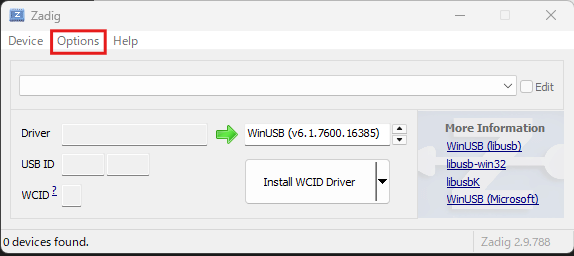 Zadig
Device Options Help
Edit
Driver WinUSB (v6.1.7600.16385)
USB ID
WCID ?
Install WCID Driver
More Information
WinUSB (libusb)
libusb-win32
libusbK
WinUSB (Microsoft)
0 devices found.
Zadig 2.9.788